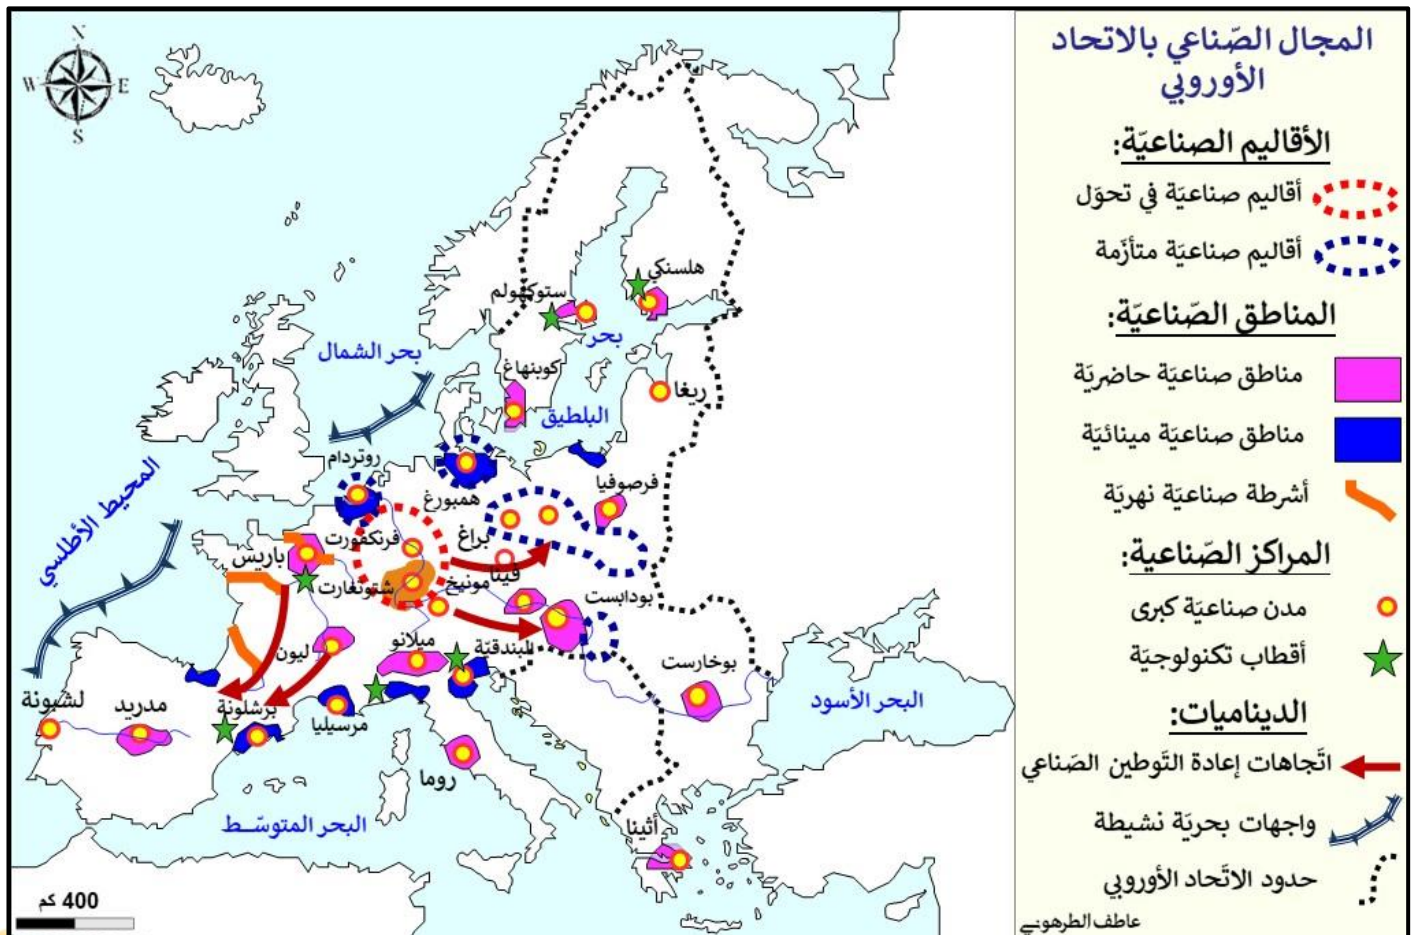 المجال الصّناعي بالاتحاد
الأوروبي
الأقاليم الصناعيّة:
أقاليم صناعيّة في تحوّل
أقاليم صناعيّة متأزّمة
المناطق الصّناعيّة:
مناطق صناعيّة حاضريّة
مناطق صناعيّة مينائيّة
أشرطة صناعيّة نهريّة
المراكز الصّناعية:
مدن صناعيّة كبرى
أقطاب تكنولوجيّة
الديناميات:
اتّجاهات إعادة التّوطين الصّناعي
واجهات بحريّة نشيطة
حدود الاتّحاد الأوروبي
عاطف الطرهوني
N
W
E
S
هلسنكي
ستوكهولم
بحر
بحر الشمال
كوبنهاغ
ريغا
البلطيق
روتردام
المحيط الأطلسي
همبورغ
فرصوفيا
باريس
فرنكفورت
براغ
شتوتغارت
مونيخ
فينا
بودابست
ليون
ميلانو
البندقيّة
بوخارست
البحر الأسود
لشبونة
مدريد
برشلونة
مرسيليا
روما
البحر المتوسّـط
أثينا
400 كم